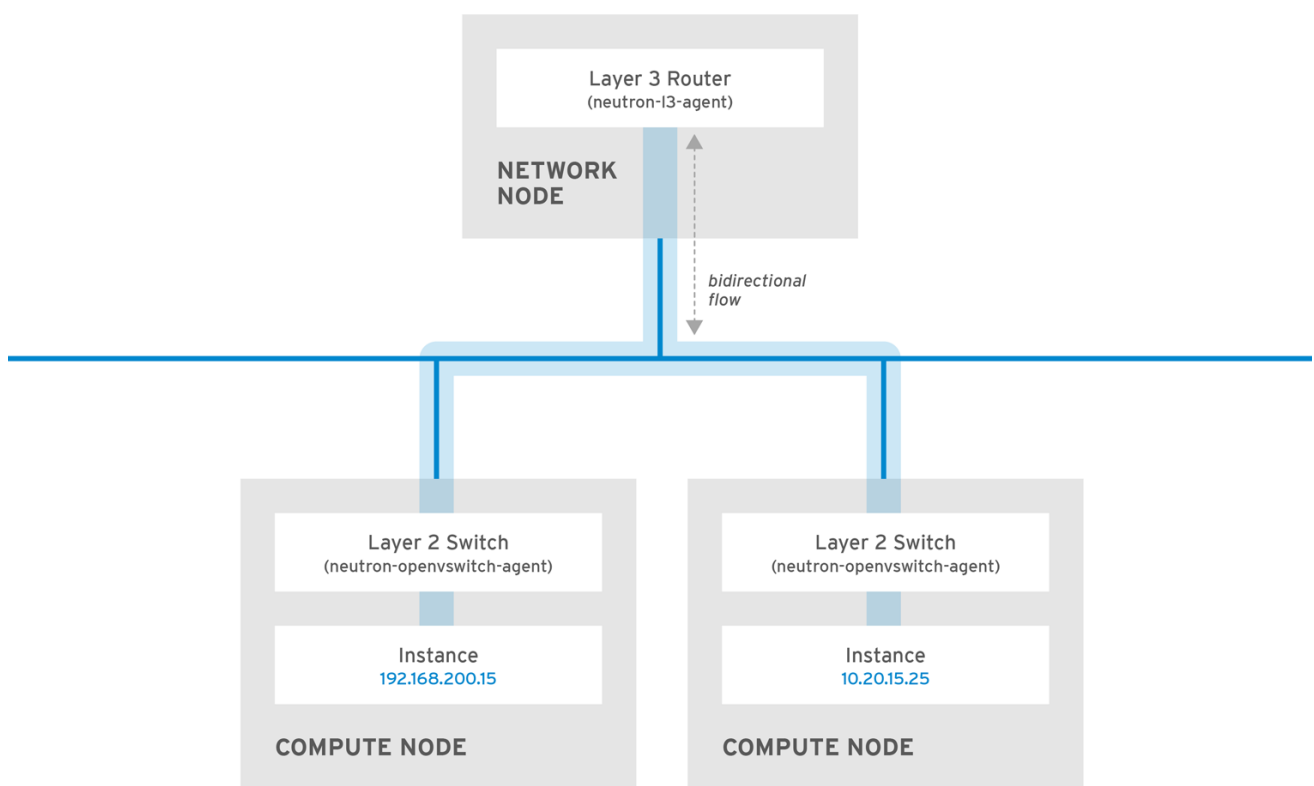 Layer 3 Router
(neutron-l3-agent)
NETWORK
NODE
bidirectional
flow
Layer 2 Switch
(neutron-openvswitch-agent)
Instance
192.168.200.15
COMPUTE NODE
Layer 2 Switch
(neutron-openvswitch-agent)
Instance
10.20.15.25
COMPUTE NODE